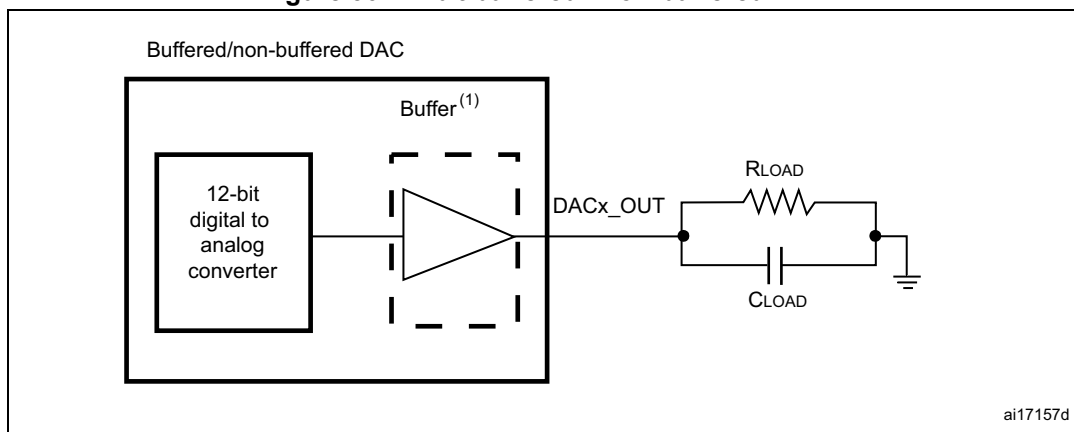 Buffered/non-buffered DAC
Buffer (1)
12-bit
digital to
analog
converter
DACx_OUT
RLOAD
CLOAD
ai17157d